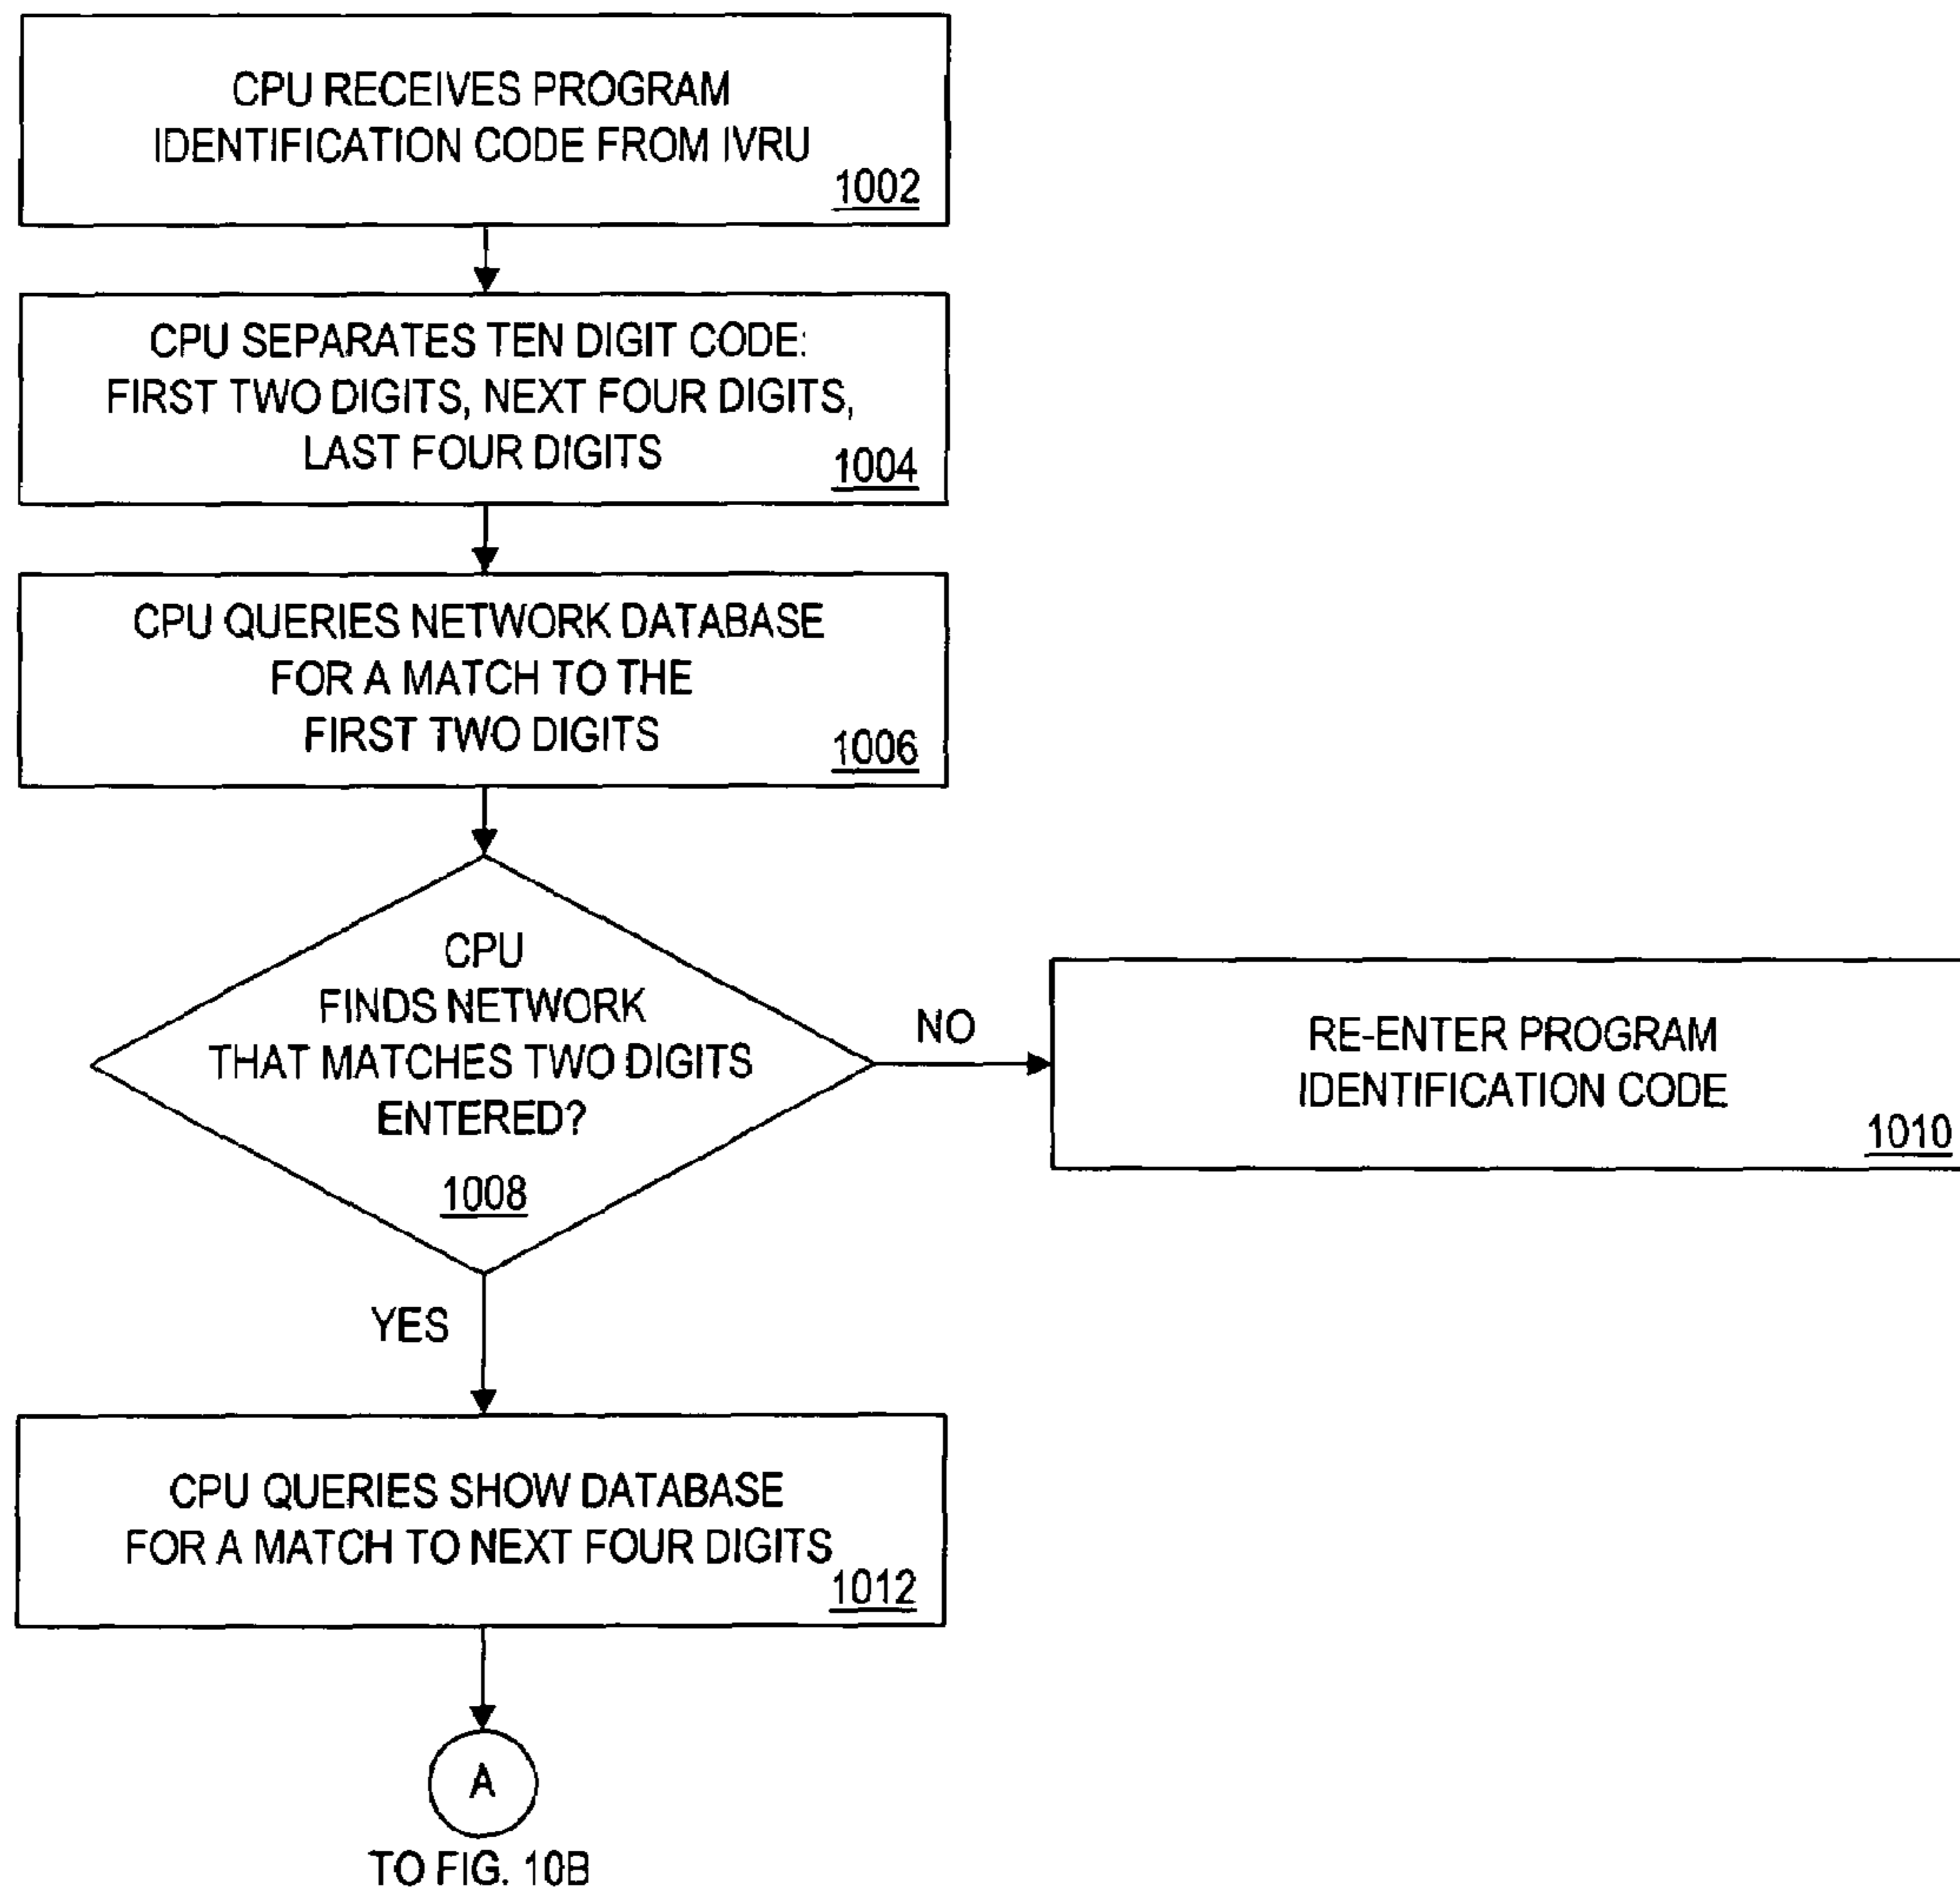 CPU RECEIVES PROGRAM
IDENTIFICATION CODE FROM IVRU
1002
CPU SEPARATES TEN DIGIT CODE:
FIRST TWO DIGITS, NEXT FOUR DIGITS,
LAST FOUR DIGITS
1004
CPU QUERIES NETWORK DATABASE
FOR A MATCH TO THE
FIRST TWO DIGITS
1006
CPU
FINDS NETWORK
THAT MATCHES TWO DIGITS
ENTERED?
1008
NO
RE-ENTER PROGRAM
IDENTIFICATION CODE
1010
YES
CPU QUERIES SHOW DATABASE
FOR A MATCH TO NEXT FOUR DIGITS
1012
A
TO FIG. 10B